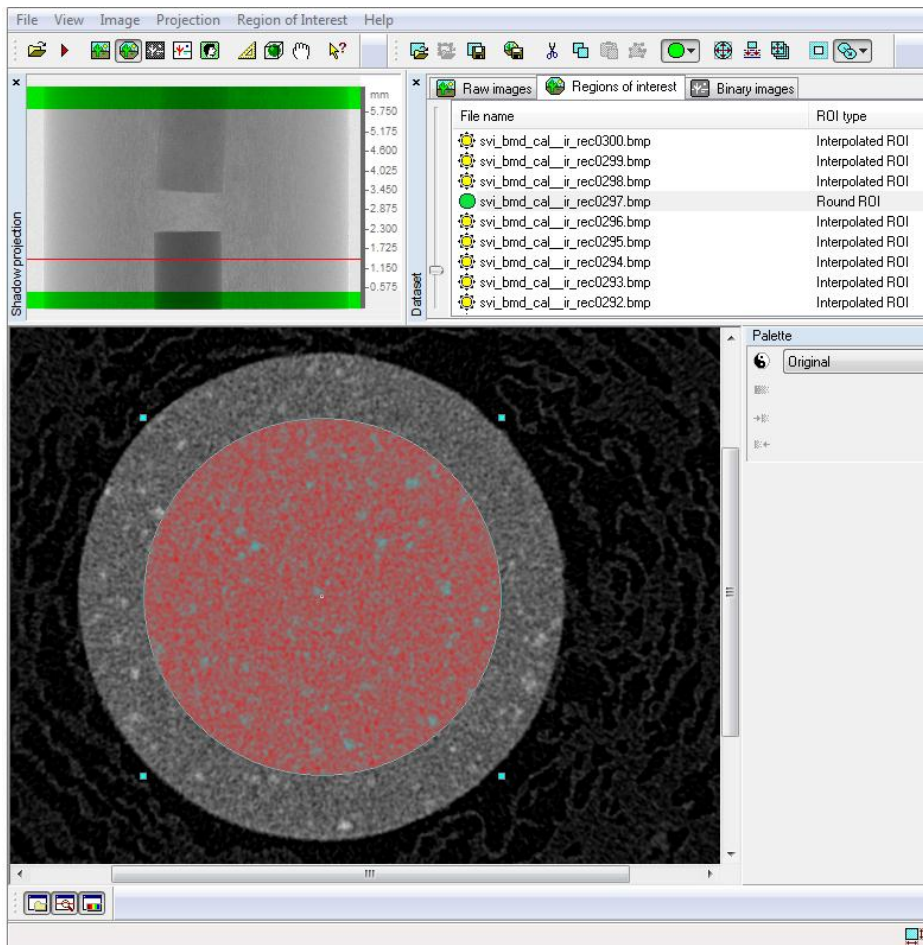 File View Image Projection Region of Interest Help
mm
5.750
5.175
4.600
4.025
3.450
2.875
2.300
1.725
1.150
0.575
Shadow projection
Dataset
Raw images Regions of interest Binary images
File name ROI type
svi_bmd_cal__ir_rec0300.bmp Interpolated ROI
svi_bmd_cal__ir_rec0299.bmp Interpolated ROI
svi_bmd_cal__ir_rec0298.bmp Interpolated ROI
svi_bmd_cal__ir_rec0297.bmp Round ROI
svi_bmd_cal__ir_rec0296.bmp Interpolated ROI
svi_bmd_cal__ir_rec0295.bmp Interpolated ROI
svi_bmd_cal__ir_rec0294.bmp Interpolated ROI
svi_bmd_cal__ir_rec0293.bmp Interpolated ROI
svi_bmd_cal__ir_rec0292.bmp Interpolated ROI
Palette
Original